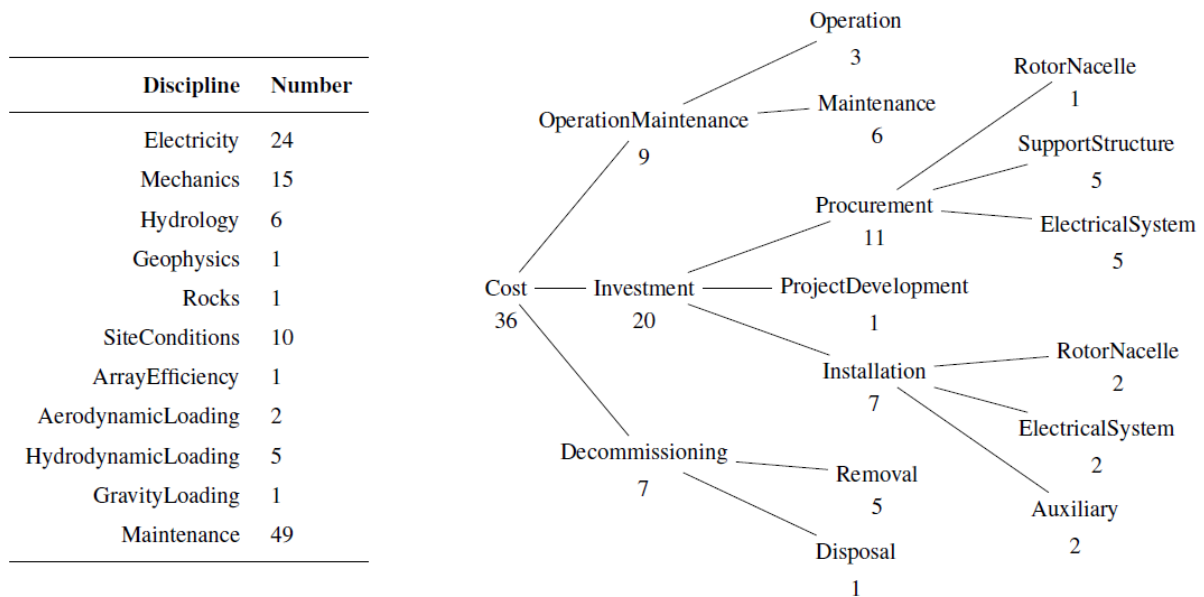 Discipline Number
Electricity 24
Mechanics 15
Hydrology 6
Geophysics 1
Rocks 1
SiteConditions 10
ArrayEfficiency 1
AerodynamicLoading 2
HydrodynamicLoading 5
GravityLoading 1
Maintenance 49
Cost
36
OperationMaintenance
9
Operation
3
Maintenance
6
Investment
20
Procurement
11
RotorNacelle
1
SupportStructure
5
ElectricalSystem
5
ProjectDevelopment
1
Installation
7
RotorNacelle
2
ElectricalSystem
2
Auxiliary
2
Decommissioning
7
Removal
5
Disposal
1